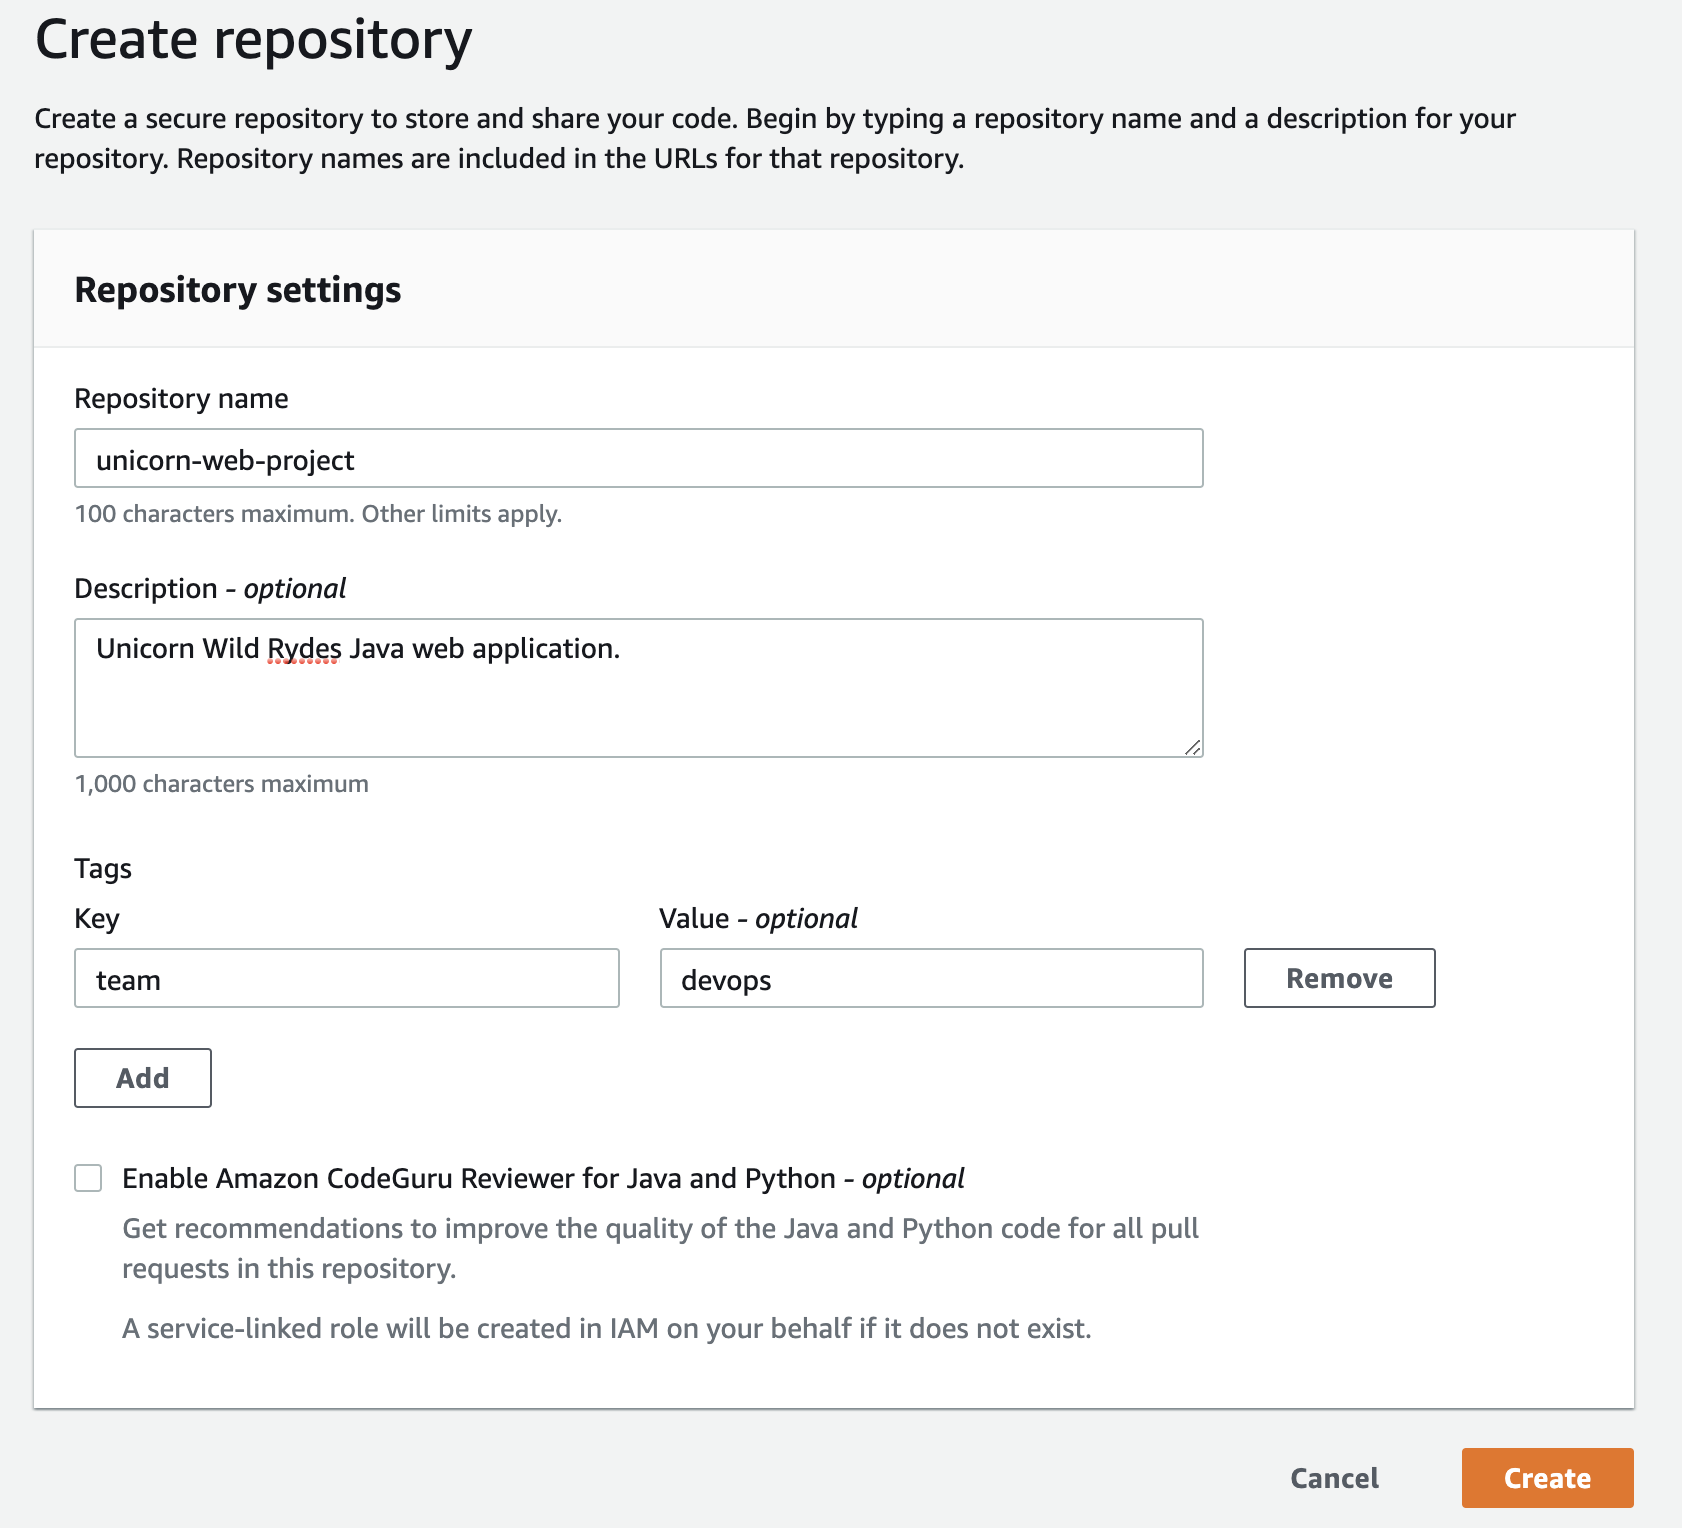 Create repository
Create a secure repository to store and share your code. Begin by typing a repository name and a description for your
repository. Repository names are included in the URLs for that repository.
Repository settings
Repository name
unicorn-web-project
100 characters maximum. Other limits apply.
Description - optional
Unicorn Wild Rydes Java web application.
1,000 characters maximum
Tags
Key
Value - optional
team
devops
Remove
Add
Enable Amazon CodeGuru Reviewer for Java and Python - optional
Get recommendations to improve the quality of the Java and Python code for all pull
requests in this repository.
A service-linked role will be created in IAM on your behalf if it does not exist.
Cancel
Create